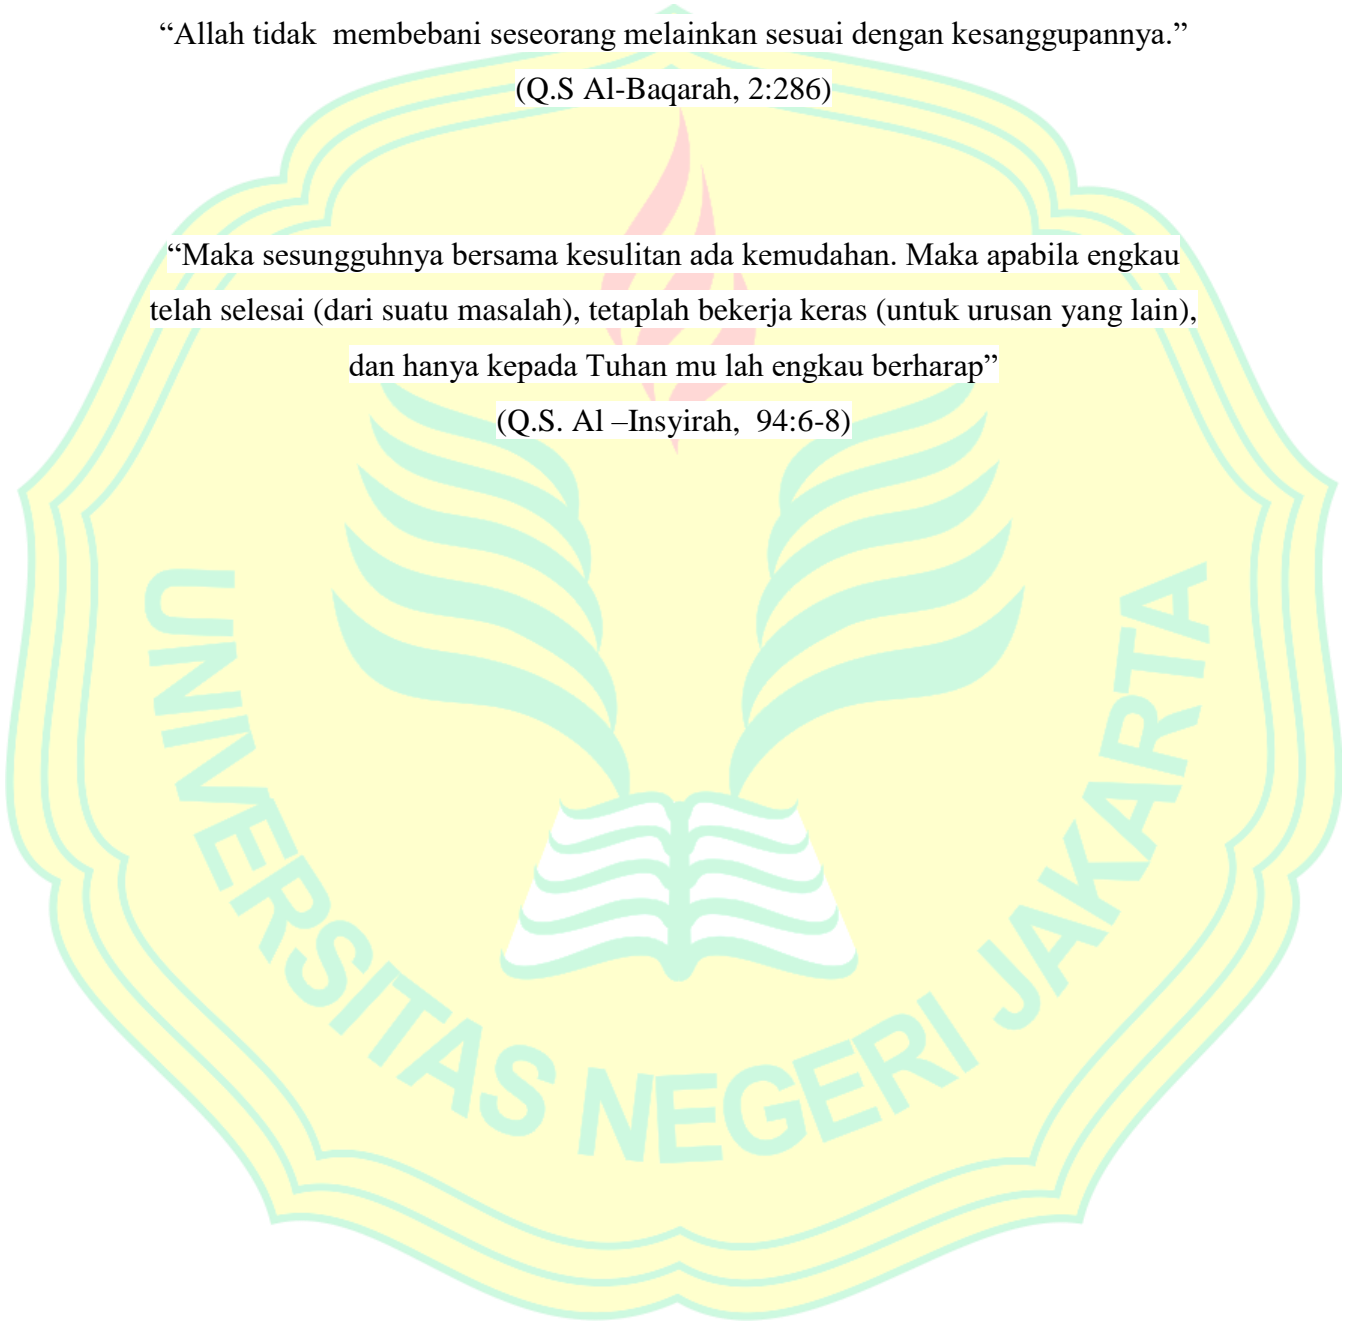 “Allah tidak  membebani seseorang melainkan sesuai dengan kesanggupannya.”
(Q.S Al-Baqarah, 2:286)
“Maka sesungguhnya bersama kesulitan ada kemudahan. Maka apabila engkau
telah selesai (dari suatu masalah), tetaplah bekerja keras (untuk urusan yang lain),
dan hanya kepada Tuhan mu lah engkau berharap”
(Q.S. Al –Insyirah,  94:6-8)
UNIVERSITAS NEGERI JAKARTA